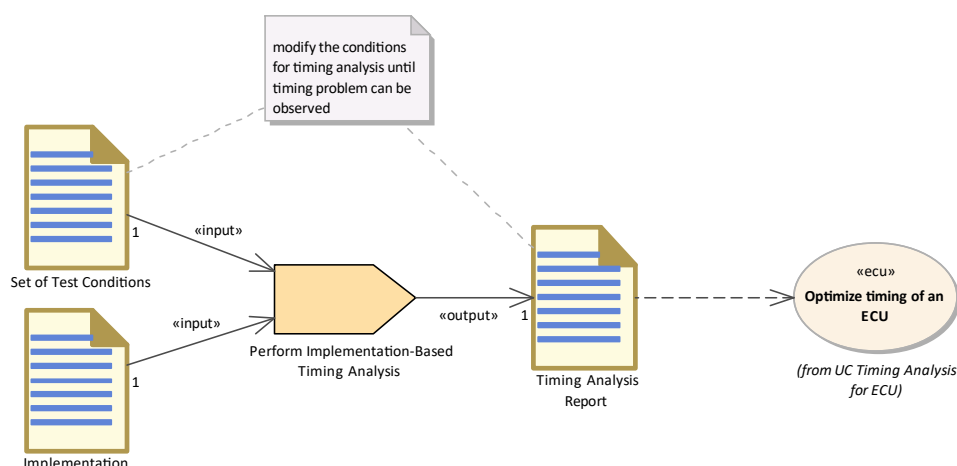 modify the conditions
for timing analysis until
timing problem can be
observed
1
«input»
Set of Test Conditions
«input»
1
Implementation
Perform Implementation-Based
Timing Analysis
«output»
1
Timing Analysis
Report
«ecu»
Optimize timing of an
ECU
(from UC Timing Analysis
for ECU)